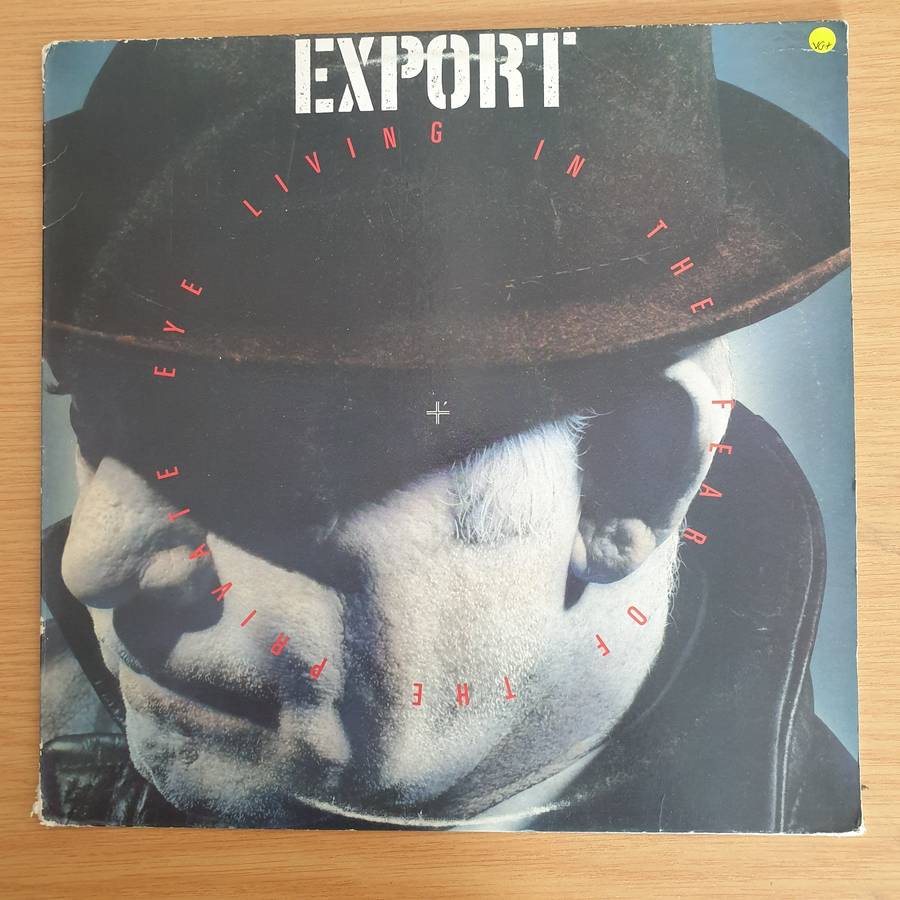 EXPORT
VG+
LIVING IN THE FEAR OF THE PRIVATE EYE